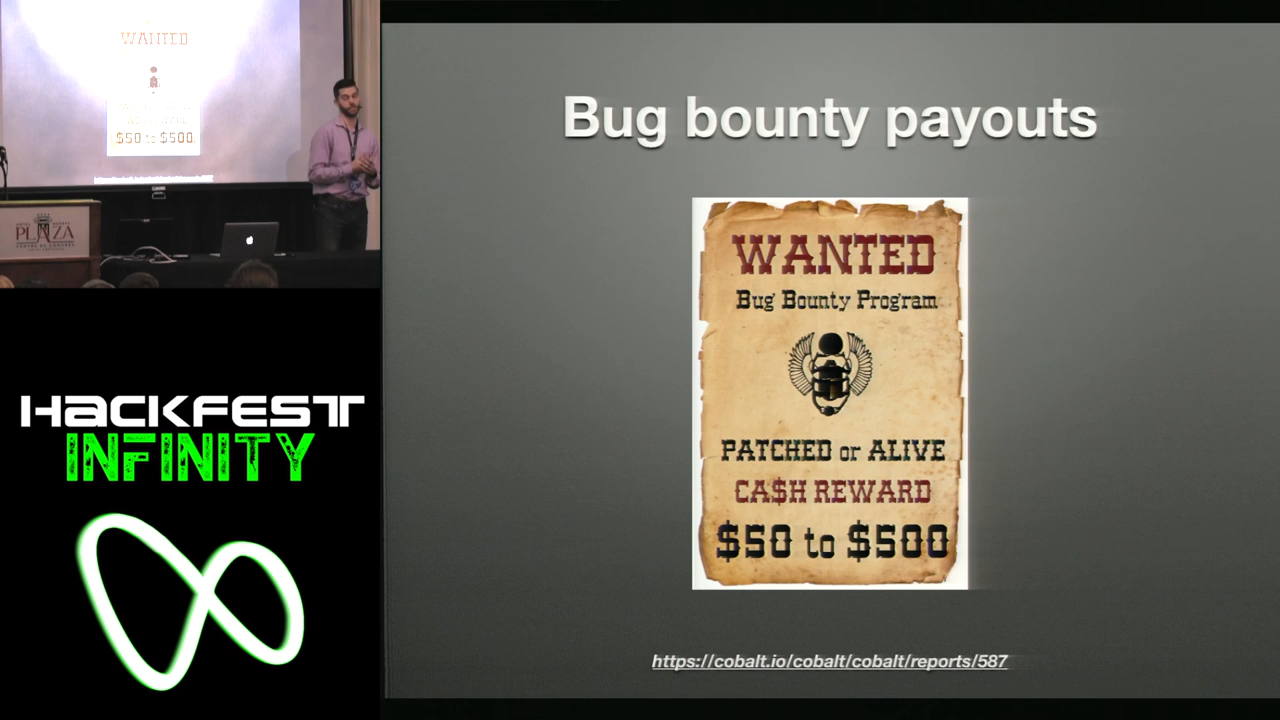 WANTED
$50 to $500
PLAZA
HACKFEST
INFINITY
Bug bounty payouts
WANTED
Bug Bounty Program
PATCHED or ALIVE
CA$H REWARD
$50 to $500
https://cobalt.io/cobalt/cobalt/reports/587